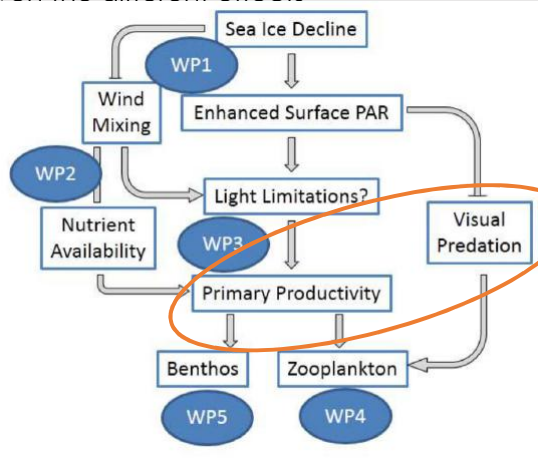 Sea Ice Decline
WP1
Wind
Mixing
Enhanced Surface PAR
WP2
Light Limitations?
Nutrient
Availability
WP3
Visual
Predation
Primary Productivity
Benthos
Zooplankton
WP5
WP4